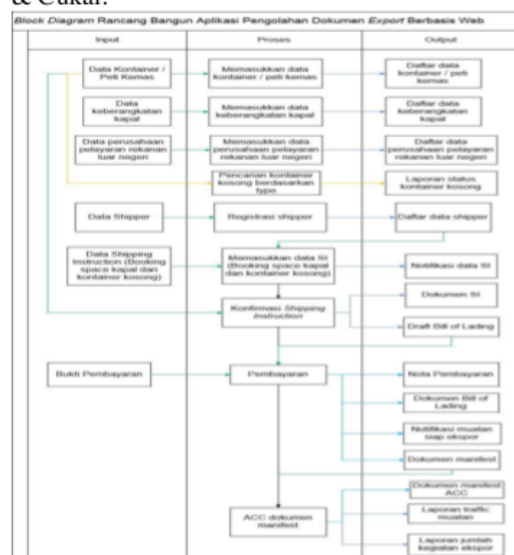 & Cukai.
Block Diagram Rancang Bangun Aplikasi Pengolahan Dokumen Export Berbasis Web
Input
Proses
Output
Data Kontainer /
Peti Kemas
Memasukkan data
kontainer / peti kemas
Daftar data
kontainer / peti
kemas
Data
keberangkatan
kapal
Memasukkan data
keberangkatan kapal
Daftar data
keberangkatan
kapal
Data perusahaan
pelayaran rekanan
luar negeri
Memasukkan data
perusahaan pelayaran
rekanan luar negeri
Daftar data
perusahaan pelayaran
rekanan luar negeri
Pencarian kontainer
kosong berdasarkan
type
Laporan status
kontainer kosong
Data Shipper
Registrasi shipper
Daftar data shipper
Data Shipping
Instruction (Booking
space kapal dan
kontainer kosong)
Memasukkan data SI
(Booking space kapal
dan kontainer kosong)
Notifikasi data SI
Konfirmasi Shipping
Instruction
Dokumen SI
Draft Bill of Lading
Bukti Pembayaran
Pembayaran
Nota Pembayaran
Dokumen Bill of
Lading
Notifikasi muatan
siap ekspor
Dokumen manifest
ACC dokumen
manifest
Dokumen manifest
ACC
Laporan traffic
muatan
Laporan jumlah
kegiatan ekspor